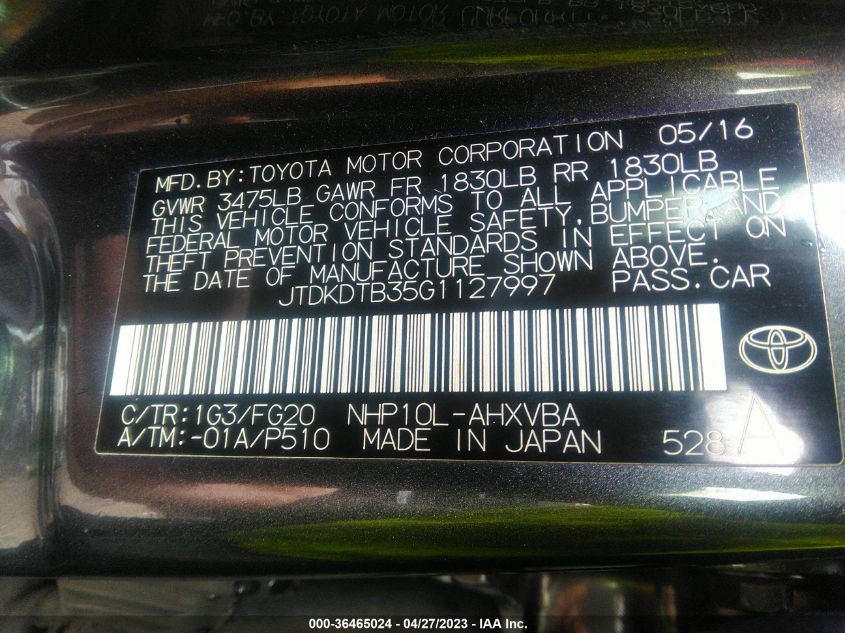 MFD.BY:TOYOTA MOTOR CORPORATION 05/16
GVWR 3475LB GAWR FR 1830LB RR 1830LB
THIS VEHICLE CONFORMS TO ALL APPLICABLE
FEDERAL MOTOR VEHICLE SAFETY,BUMPER,AND
THEFT PREVENTION STANDARDS IN EFFECT ON
THE DATE OF MANUFACTURE SHOWN ABOVE.
JTDKDTB35G1127997 PASS.CAR
C/TR:1G3/FG20 NHP10L-AHXVBA
A/TM:-01A/P510 MADE IN JAPAN 528 A
000-36465024 - 04/27/2023 - IAA Inc.